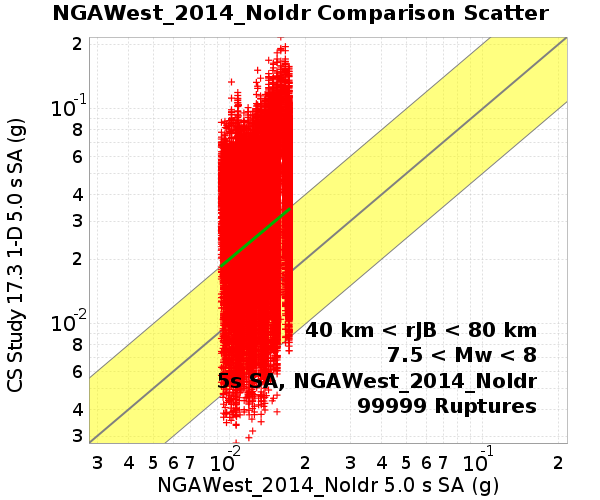 NGAWest_2014_NoIdr Comparison Scatter
CS Study 17.3 1-D 5.0 s SA (g)
2
10-1
8
6
4
3
2
10-2
8
6
4
3
40 km < rJB < 80 km
7.5 < Mw < 8
5s SA, NGAWest_2014_NoIdr
99999 Ruptures
3 4 5 6 7 10-2 2 3 4 5 6 7 10-1 2
NGAWest_2014_NoIdr 5.0 s SA (g)